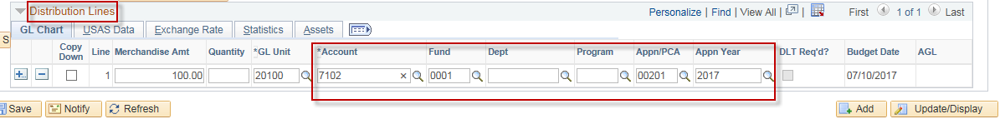 Distribution Lines
Personalize | Find | View All | | First 1 of 1 Last
GL Chart USAS Data Exchange Rate Statistics Assets
Copy Down Line Merchandise Amt Quantity *GL Unit *Account Fund Dept Program Appn/PCA Appn Year DLT Req'd? Budget Date AGL
1 100.00 20100 7102 × 0001 00201 2017 07/10/2017
S
Save Notify Refresh Add Update/Display